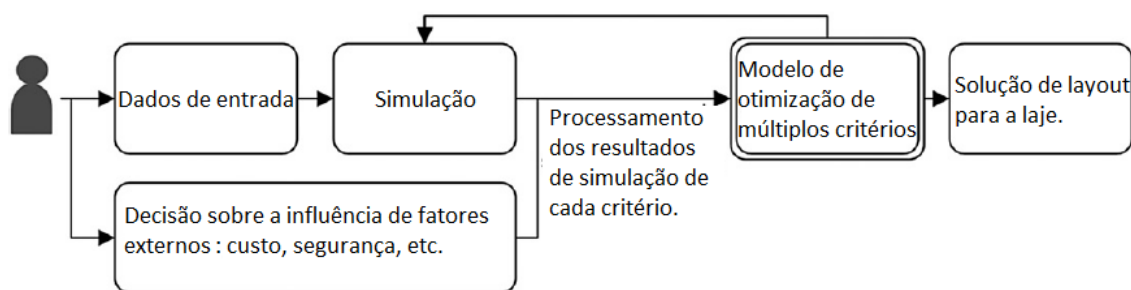 Dados de entrada
Simulação
Processamento
dos resultados
de simulação de
cada critério.
Modelo de
otimização de
múltiplos critérios
Solução de layout
para a laje.
Decisão sobre a influência de fatores
externos : custo, segurança, etc.